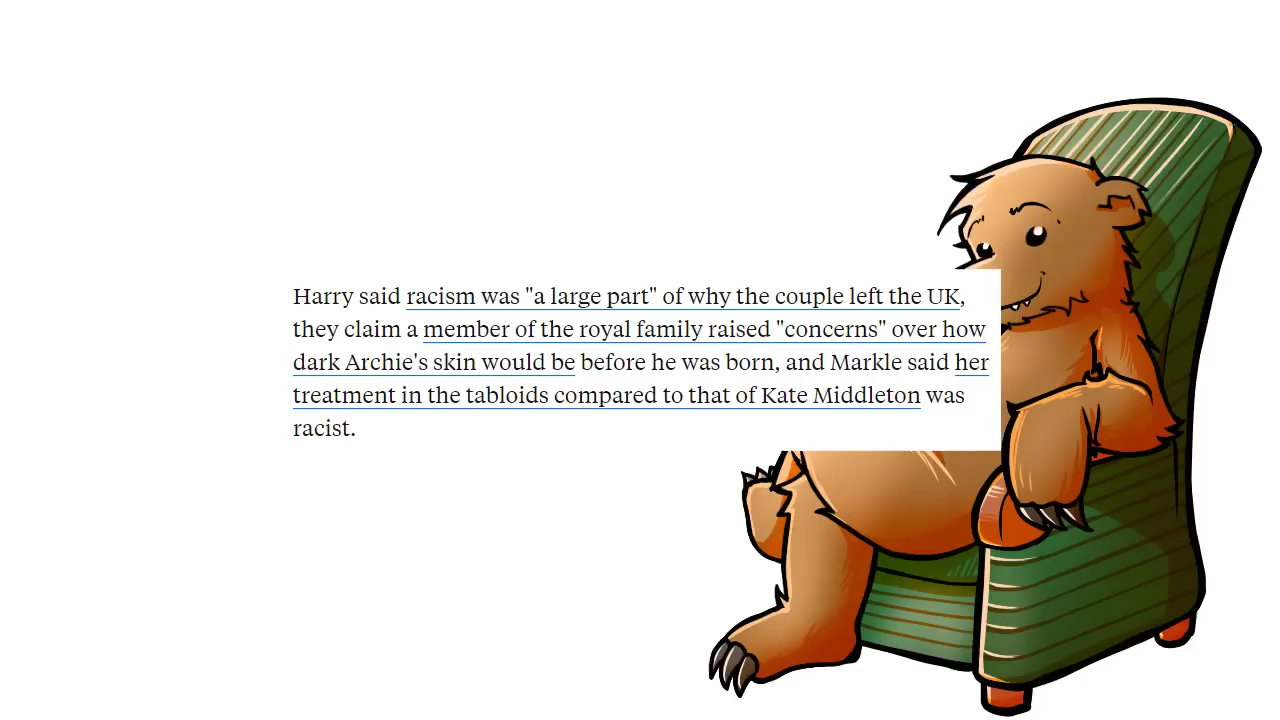 Harry said racism was "a large part" of why the couple left the UK,
they claim a member of the royal family raised "concerns" over how
dark Archie's skin would be before he was born, and Markle said her
treatment in the tabloids compared to that of Kate Middleton was
racist.